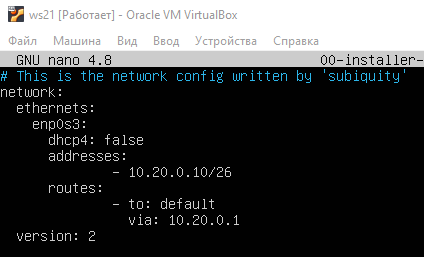 ws21 [Работает] - Oracle VM VirtualBox
Файл Машина Вид Ввод Устройства Справка
GNU nano 4.8 00-installer-
# This is the network config written by 'subiquity'
network:
  ethernets:
    enp0s3:
      dhcp4: false
      addresses:
              - 10.20.0.10/26
      routes:
              - to: default
                via: 10.20.0.1
  version: 2